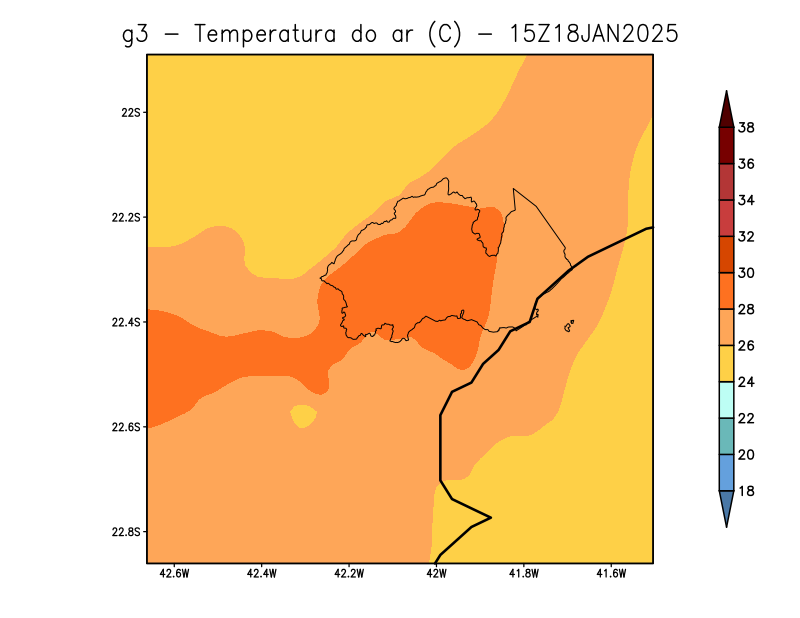 g3 − Temperatura do ar (C) − 15Z18JAN2025
22S
22.2S
22.4S
22.6S
22.8S
42.6W
42.4W
42.2W
42W
41.8W
41.6W
38
36
34
32
30
28
26
24
22
20
18